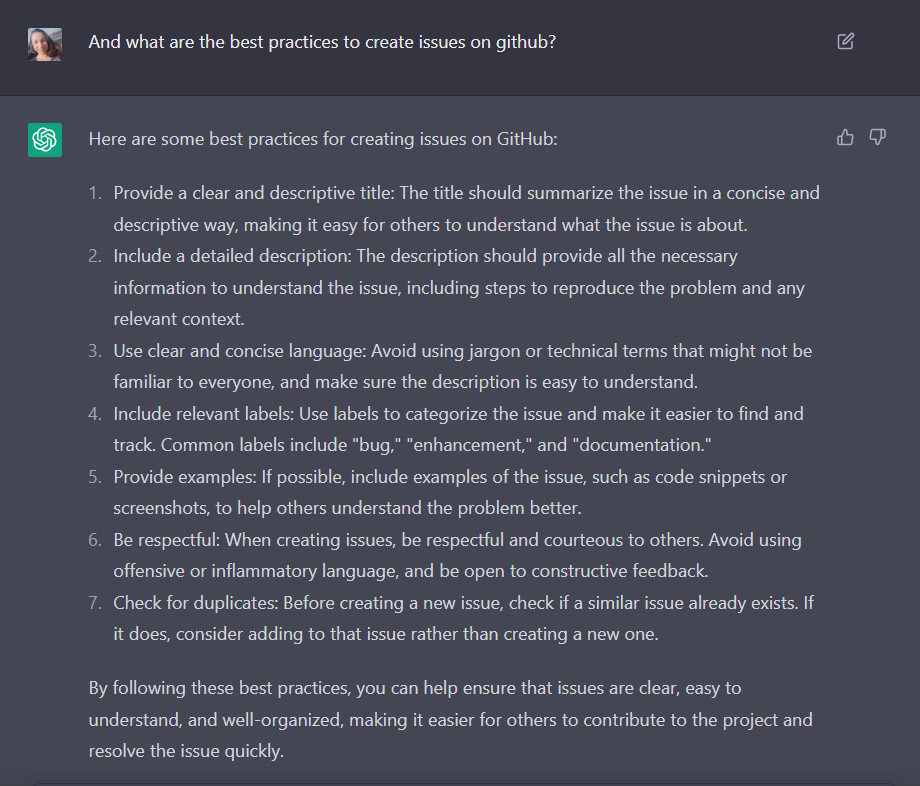 And what are the best practices to create issues on github?
Here are some best practices for creating issues on GitHub:
1. Provide a clear and descriptive title: The title should summarize the issue in a concise and
descriptive way, making it easy for others to understand what the issue is about.
2. Include a detailed description: The description should provide all the necessary
information to understand the issue, including steps to reproduce the problem and any
relevant context.
3. Use clear and concise language: Avoid using jargon or technical terms that might not be
familiar to everyone, and make sure the description is easy to understand.
4. Include relevant labels: Use labels to categorize the issue and make it easier to find and
track. Common labels include "bug," "enhancement," and "documentation."
5. Provide examples: If possible, include examples of the issue, such as code snippets or
screenshots, to help others understand the problem better.
6. Be respectful: When creating issues, be respectful and courteous to others. Avoid using
offensive or inflammatory language, and be open to constructive feedback.
7. Check for duplicates: Before creating a new issue, check if a similar issue already exists. If
it does, consider adding to that issue rather than creating a new one.
By following these best practices, you can help ensure that issues are clear, easy to
understand, and well-organized, making it easier for others to contribute to the project and
resolve the issue quickly.